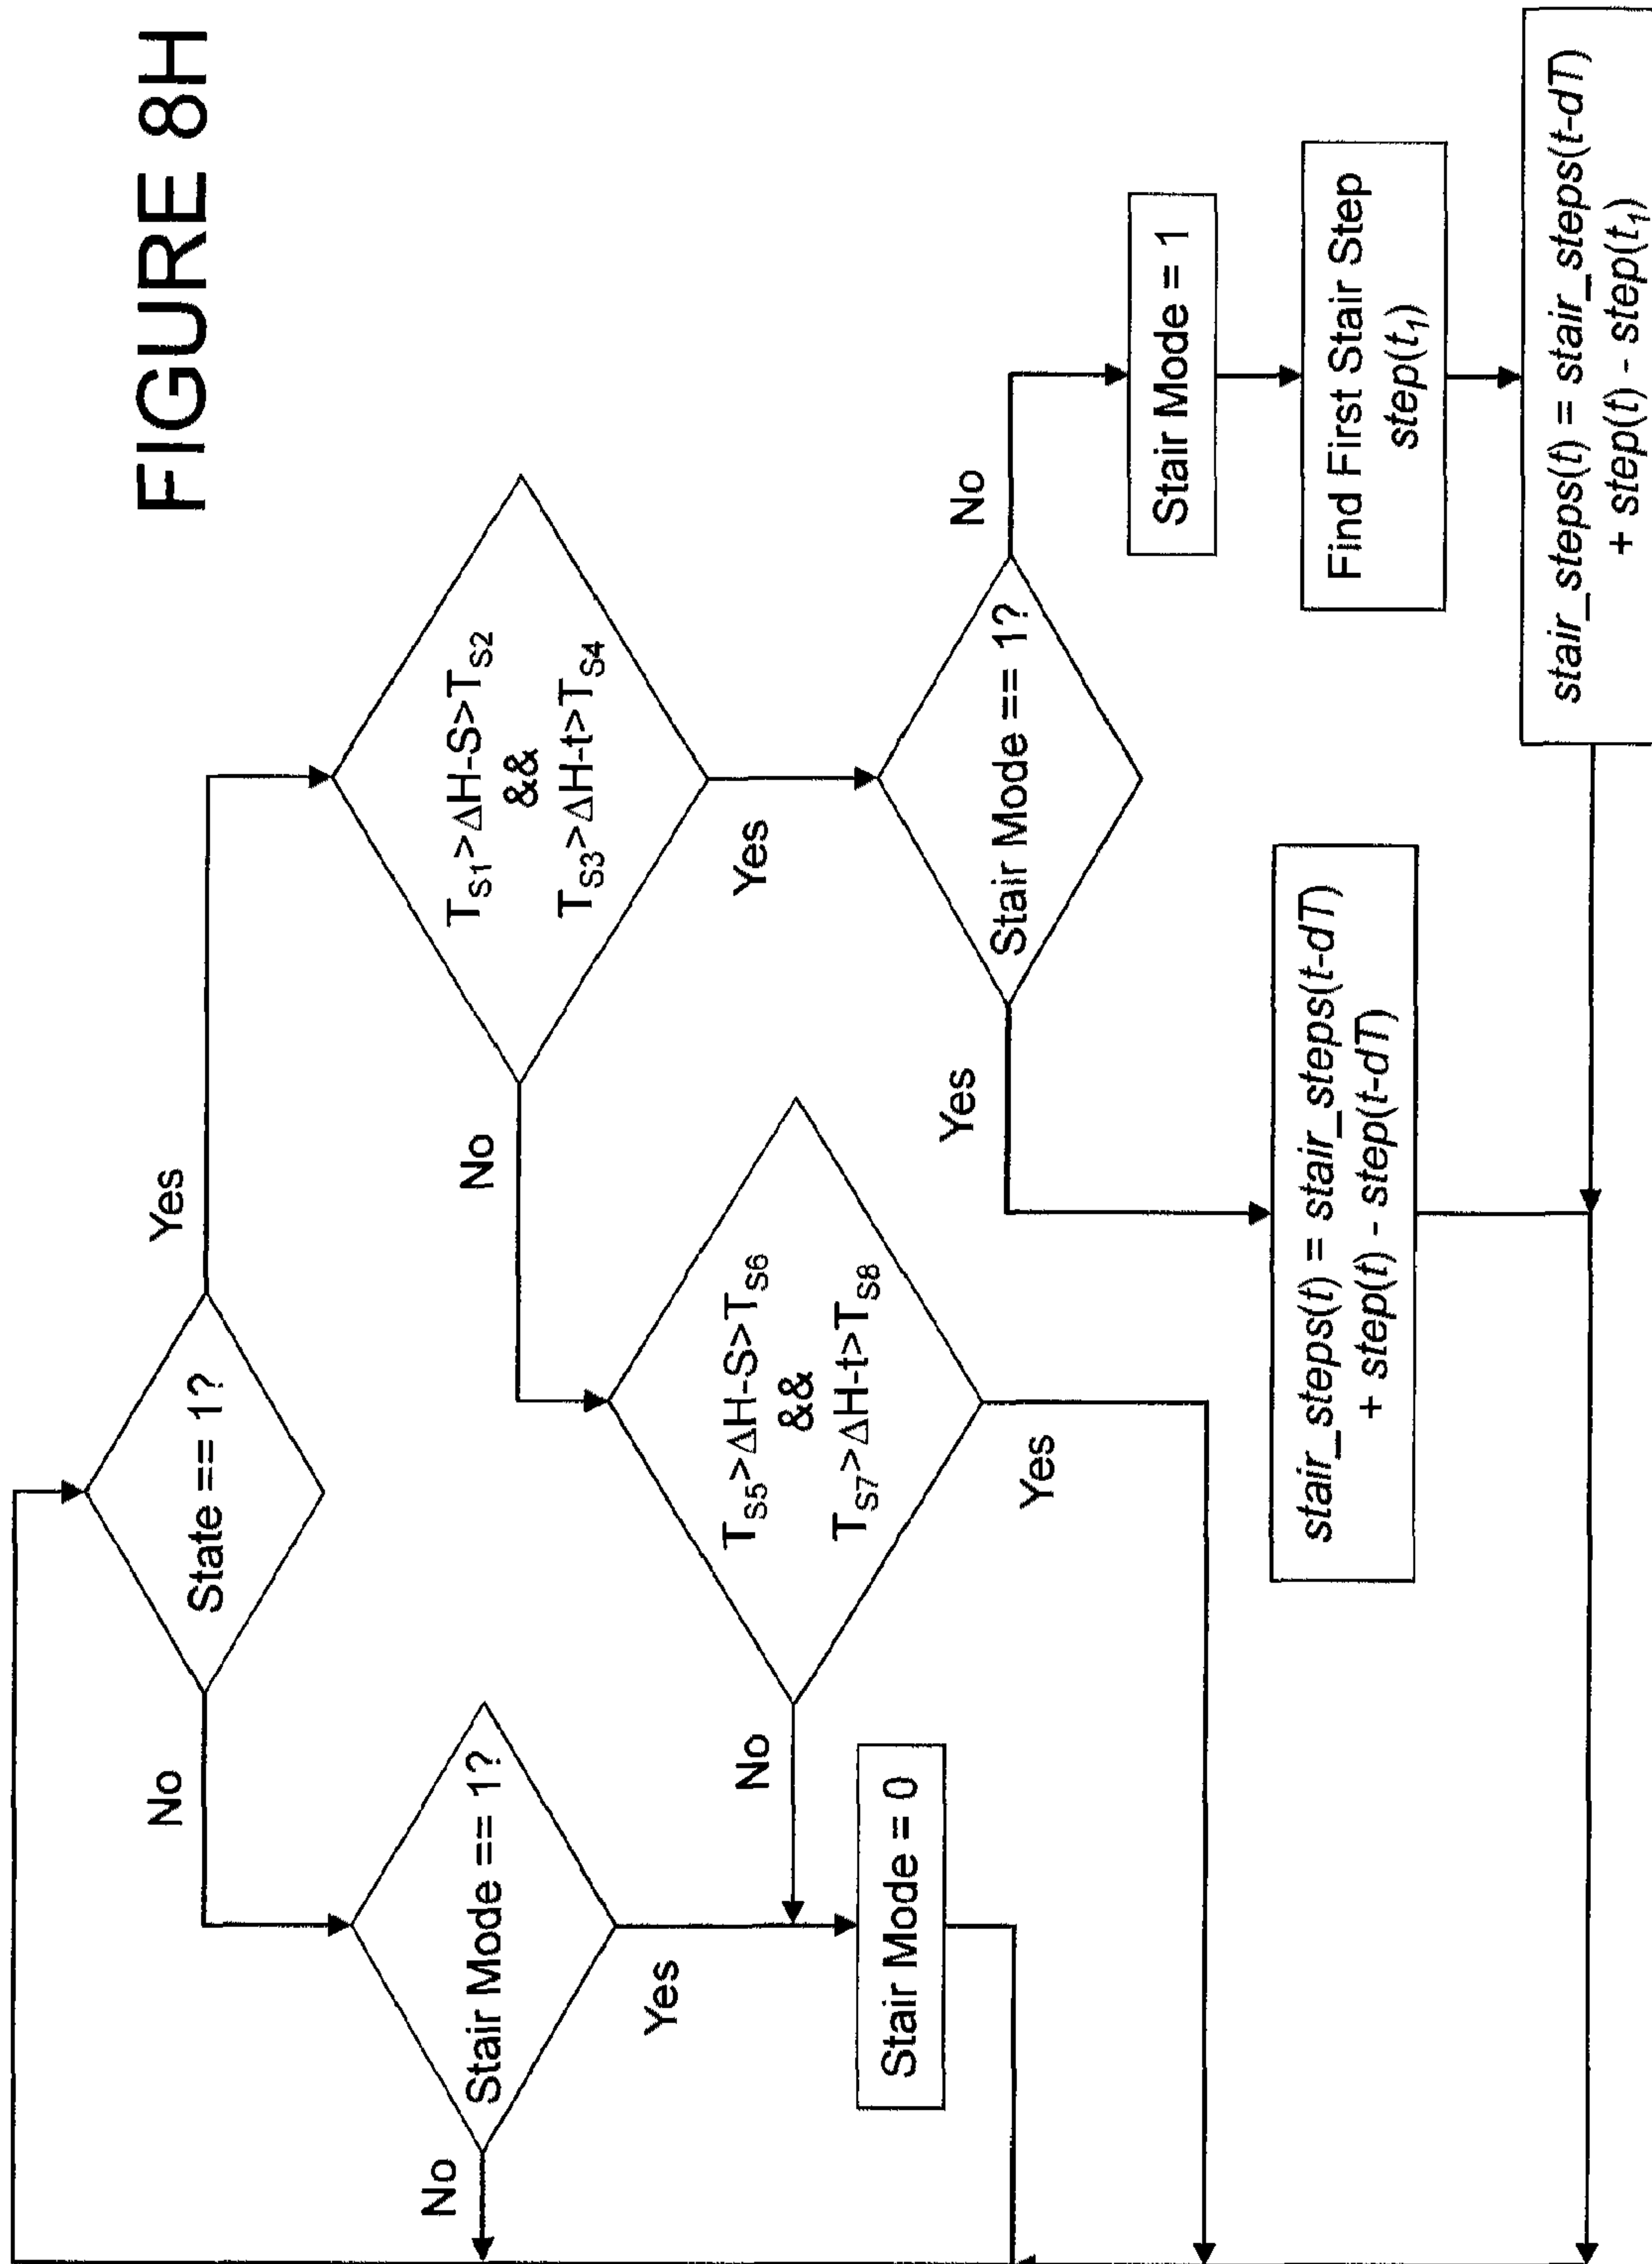 FIGURE 8H
State == 1?
No
Yes
Stair Mode == 1?
No
Yes
T_S1>ΔH-S>T_S2
&&
T_S3>ΔH-t>T_S4
No
Yes
T_S5>ΔH-S>T_S6
&&
T_S7>ΔH-t>T_S8
No
Yes
Stair Mode = 0
Stair Mode == 1?
Yes
No
Stair Mode = 1
Find First Stair Step
step(t_1)
stair_steps(t) = stair_steps(t-dT)
+ step(t) - step(t-dT)
stair_steps(t) = stair_steps(t-dT)
+ step(t) - step(t_1)